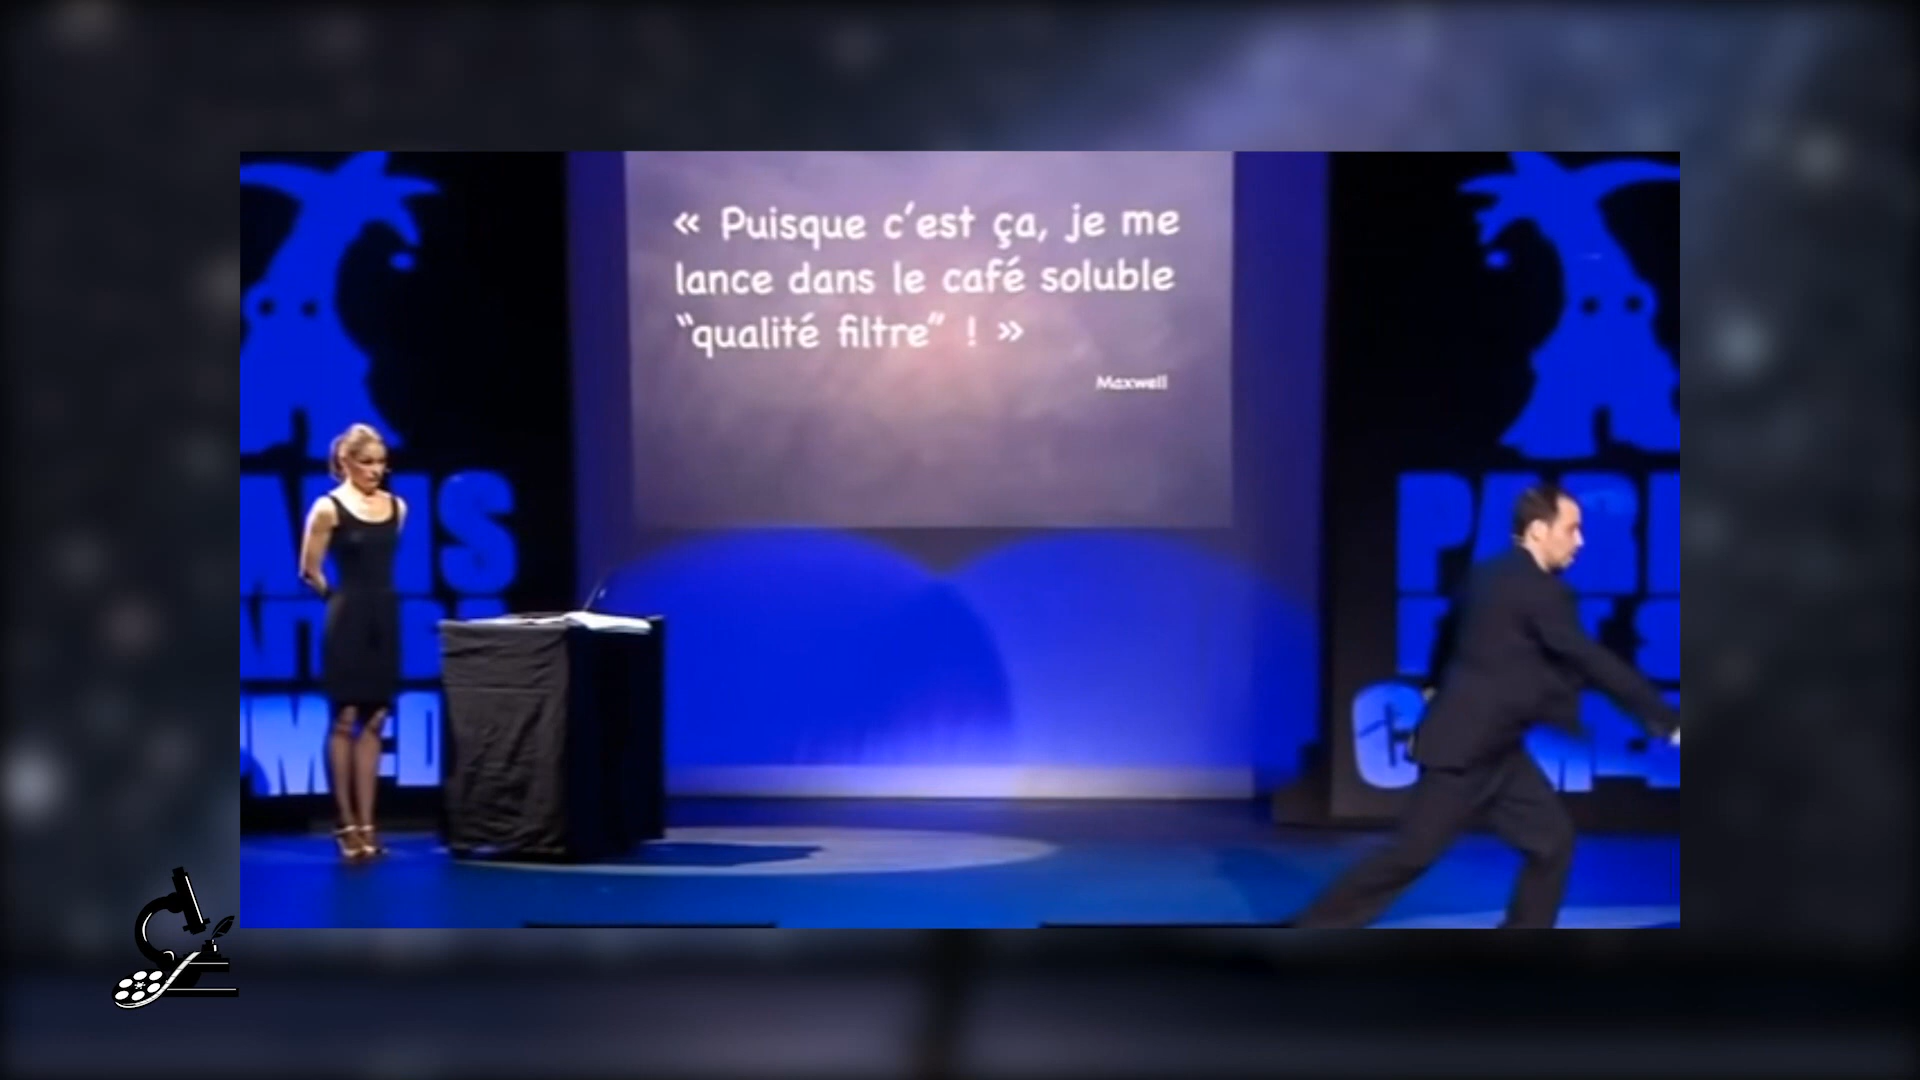 « Puisque c’est ça, je me
lance dans le café soluble
“qualité filtre” ! »
Maxwell